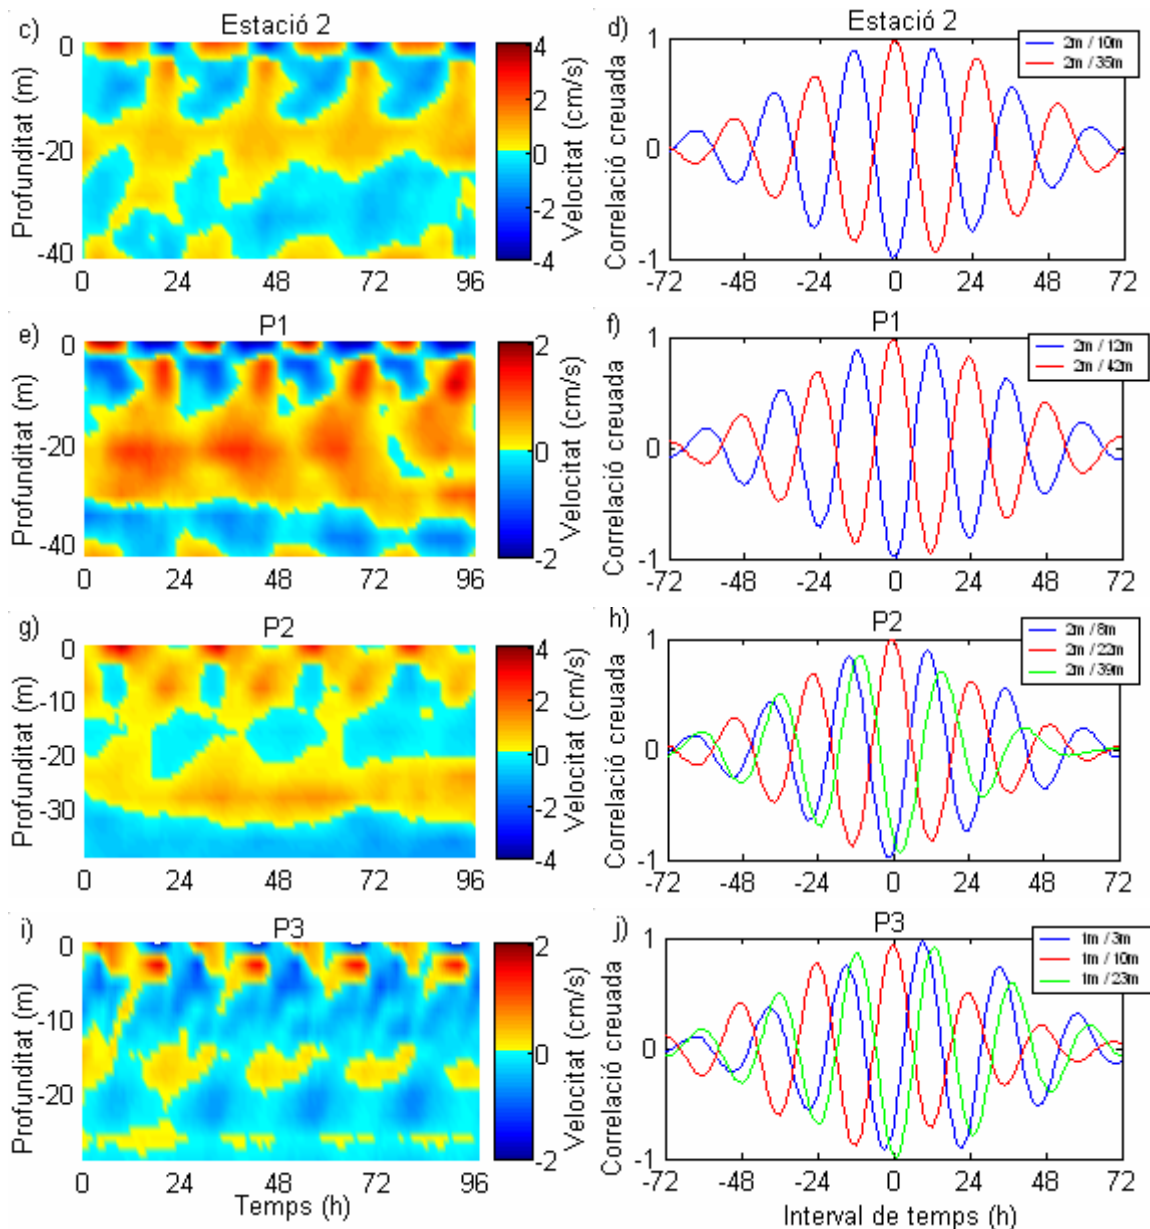 c) Estació 2
Profunditat (m)
0
-20
-40
0 24 48 72 96
4
2
0
-2
-4
Velocitat (cm/s)
d) Estació 2
Correlació creuada
1
0
-1
-72 -48 -24 0 24 48 72
2m / 10m
2m / 35m
e) P1
Profunditat (m)
0
-20
-40
0 24 48 72 96
2
0
-2
Velocitat (cm/s)
f) P1
Correlació creuada
1
0
-1
-72 -48 -24 0 24 48 72
2m / 12m
2m / 42m
g) P2
Profunditat (m)
0
-10
-20
-30
0 24 48 72 96
4
2
0
-2
-4
Velocitat (cm/s)
h) P2
Correlació creuada
1
0
-1
-72 -48 -24 0 24 48 72
2m / 8m
2m / 22m
2m / 39m
i) P3
Profunditat (m)
0
-10
-20
0 24 48 72 96
Temps (h)
2
0
-2
Velocitat (cm/s)
j) P3
Correlació creuada
1
0
-1
-72 -48 -24 0 24 48 72
Interval de temps (h)
1m / 3m
1m / 10m
1m / 23m